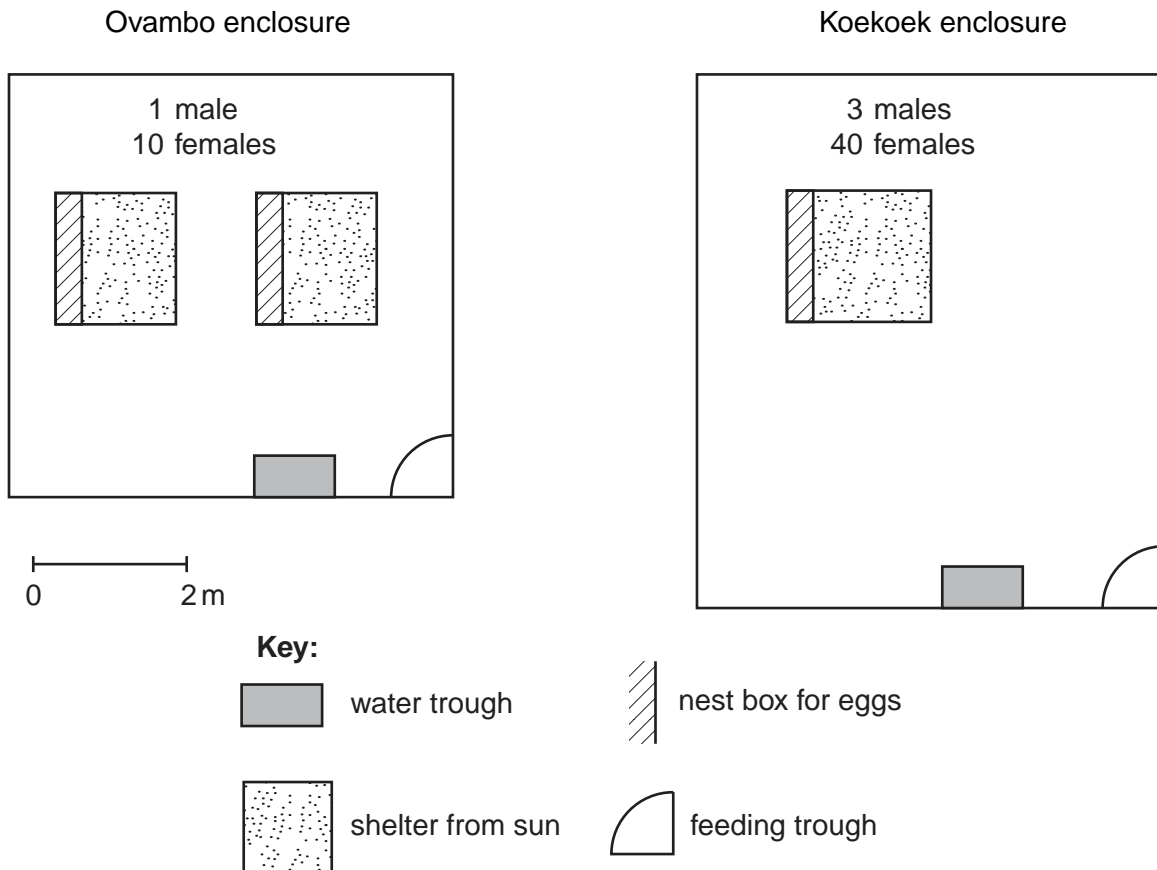 Ovambo enclosure
Koekoek enclosure
1 male
10 females
3 males
40 females
0 2 m
Key:
water trough
nest box for eggs
shelter from sun
feeding trough